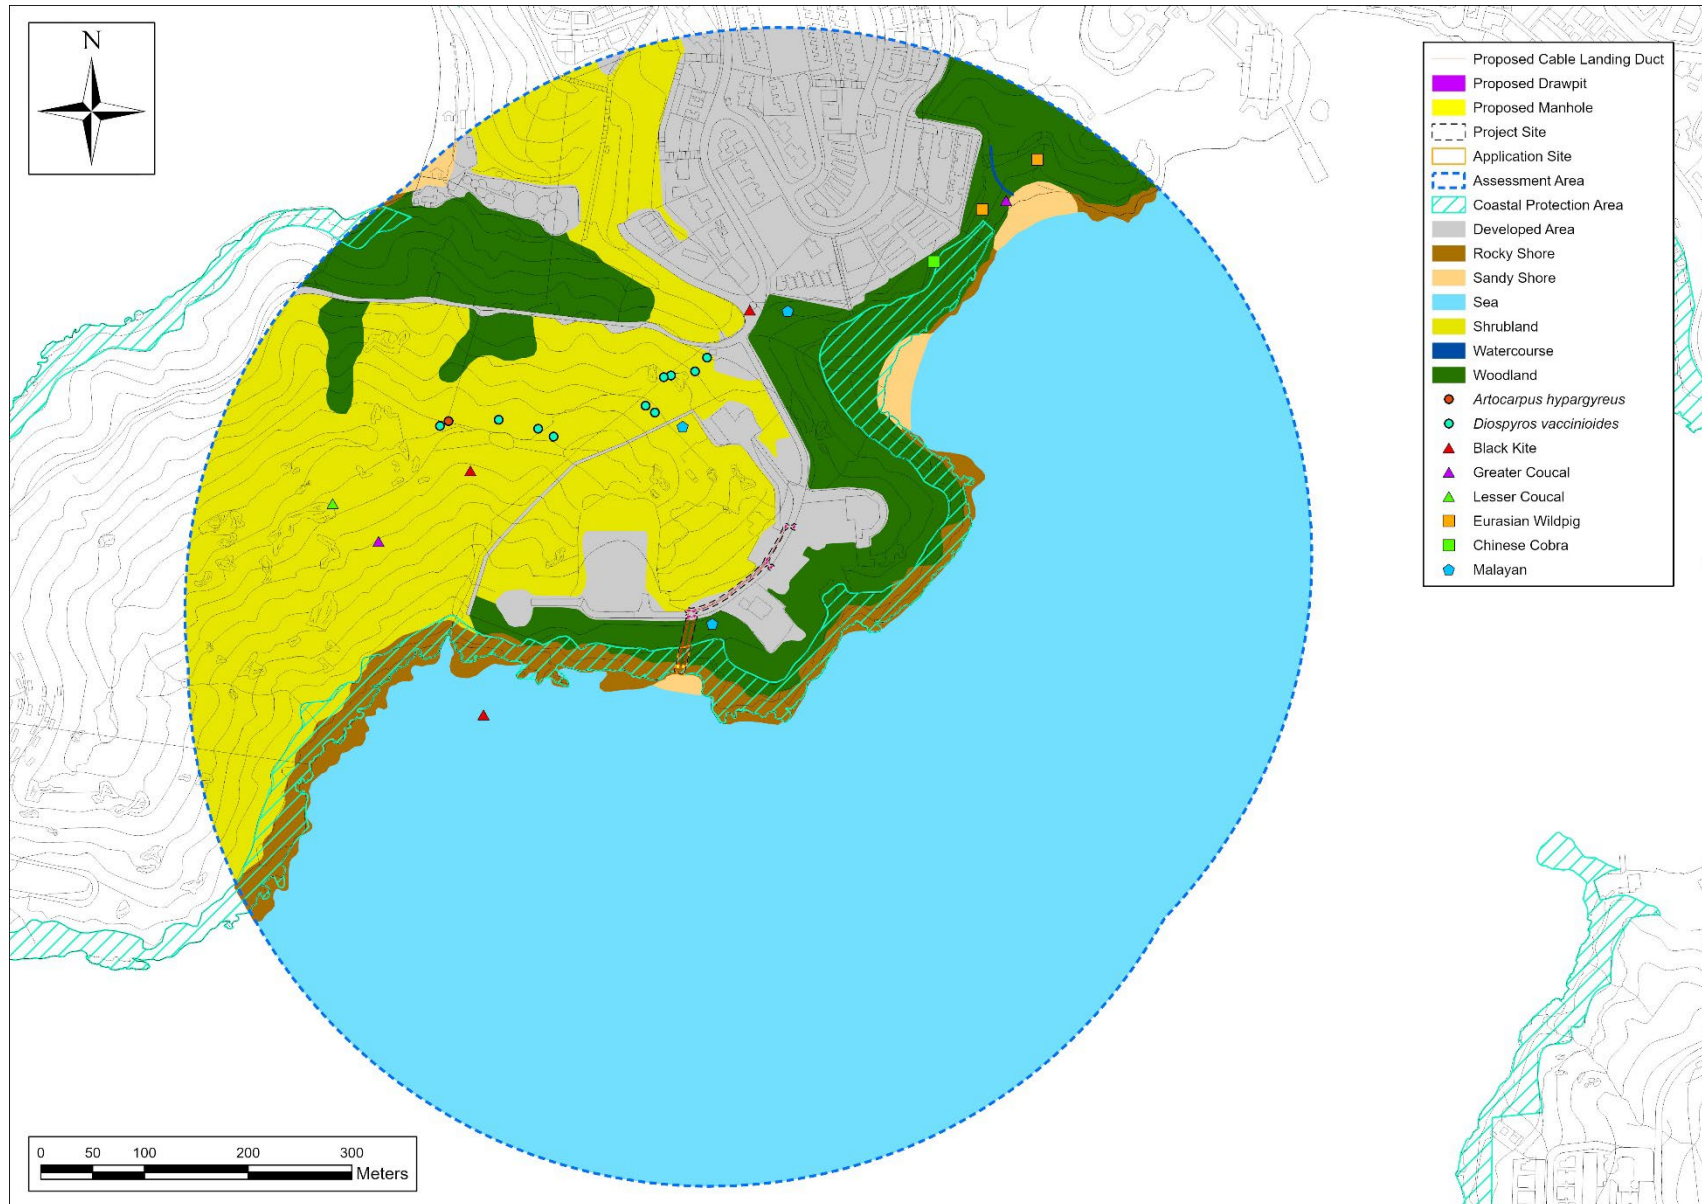 N
Proposed Cable Landing Duct
Proposed Drawpit
Proposed Manhole
Project Site
Application Site
Assessment Area
Coastal Protection Area
Developed Area
Rocky Shore
Sandy Shore
Sea
Shrubland
Watercourse
Woodland
Artocarpus hypargyreus
Diospyros vaccinioides
Black Kite
Greater Coucal
Lesser Coucal
Eurasian Wildpig
Chinese Cobra
Malayan
0 50 100 200 300
Meters